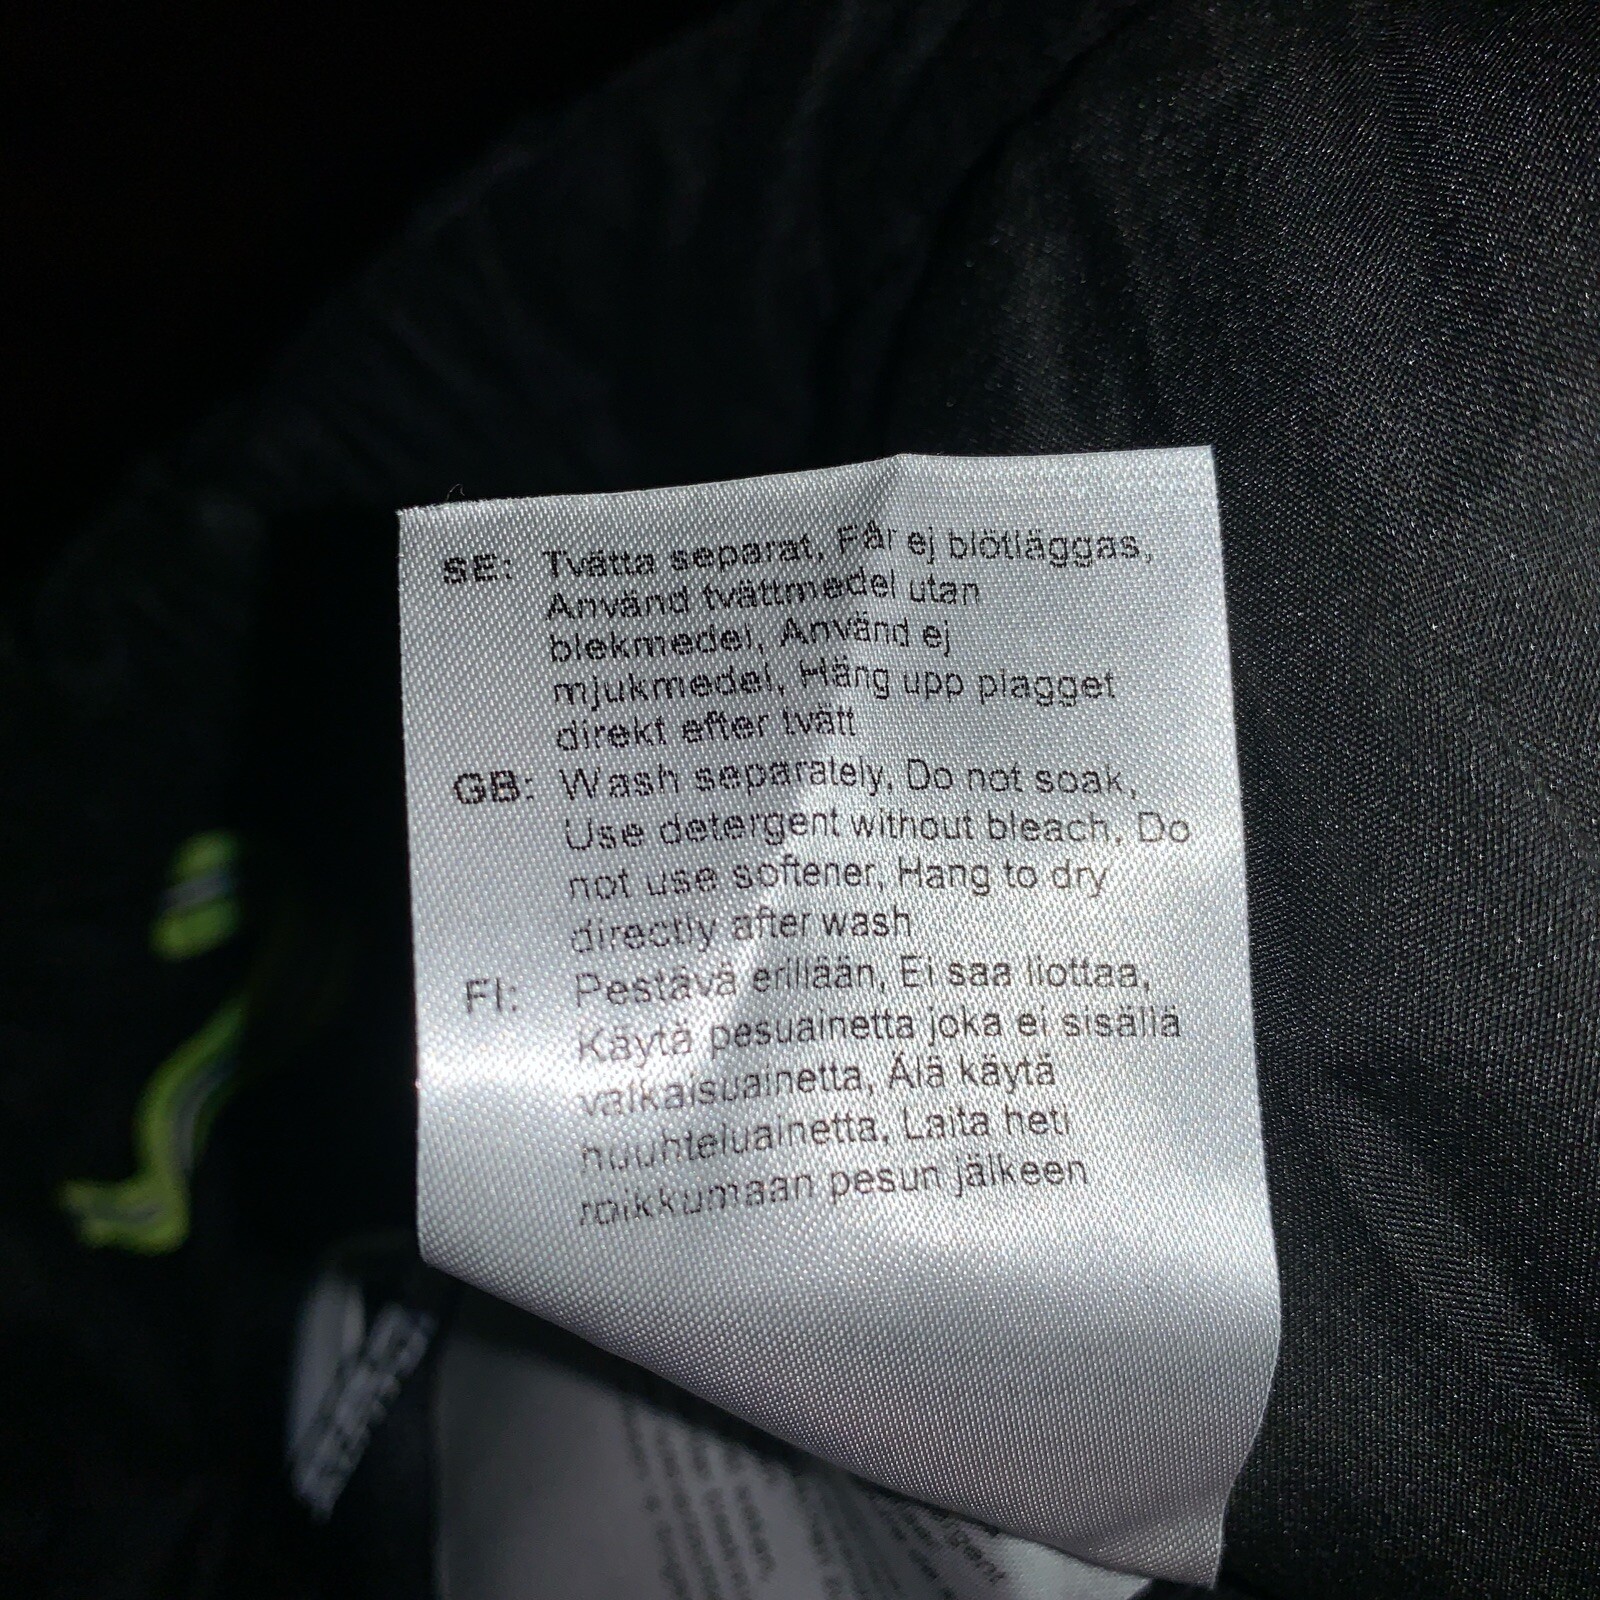 SE: Tvätta separat, Får ej blötläggas,
Använd tvättmedel utan
blekmedel, Använd ej
mjukmedel, Häng upp plagget
direkt efter tvätt
GB: Wash separately, Do not soak,
Use detergent without bleach, Do
not use softener, Hang to dry
directly after wash
FI: Pestävä erillään, Ei saa liottaa,
Käytä pesuainetta joka ei sisällä
valkaisuainetta, Älä käytä
huuhteluainetta, Laita heti
roikkumaan pesun jälkeen